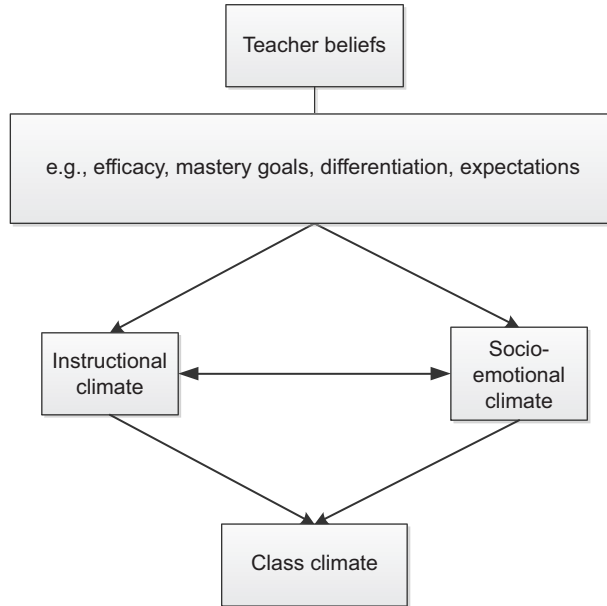 Teacher beliefs
e.g., efficacy, mastery goals, differentiation, expectations
Instructional
climate
Socio-
emotional
climate
Class climate